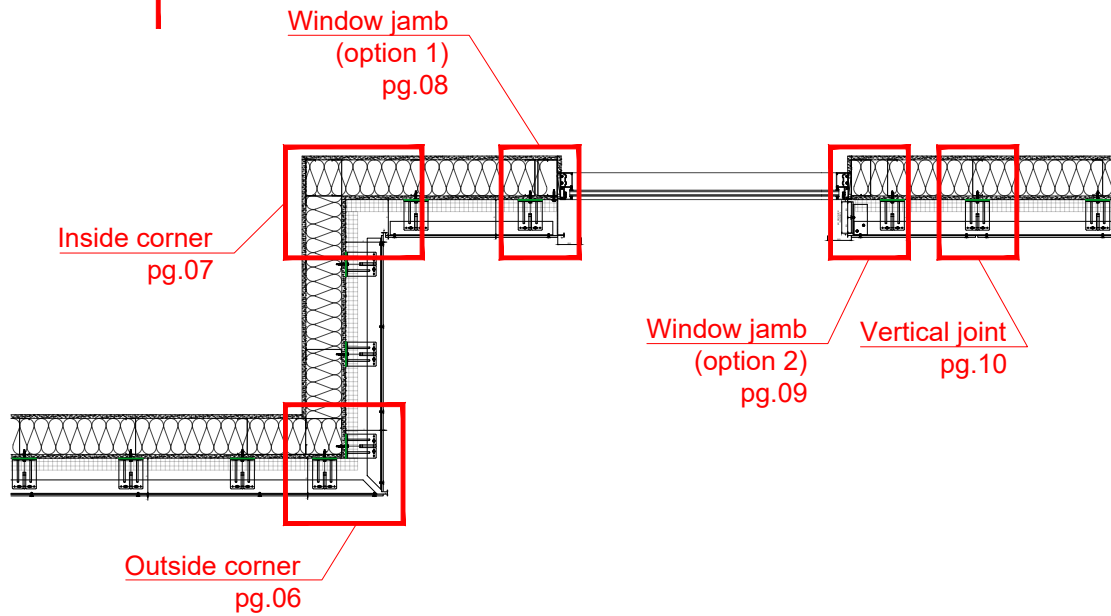 Window jamb
(option 1)
pg.08
Inside corner
pg.07
Window jamb
(option 2)
pg.09
Vertical joint
pg.10
Outside corner
pg.06